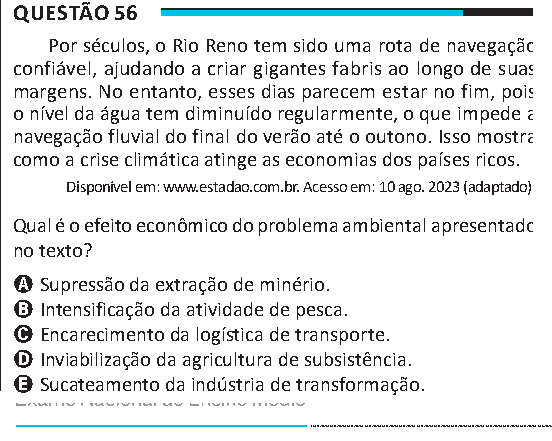 QUESTÃO 56
Por séculos, o Rio Reno tem sido uma rota de navegação
confiável, ajudando a criar gigantes fabris ao longo de suas
margens. No entanto, esses dias parecem estar no fim, pois
o nível da água tem diminuído regularmente, o que impede a
navegação fluvial do final do verão até o outono. Isso mostra
como a crise climática atinge as economias dos países ricos.
Disponível em: www.estadao.com.br. Acesso em: 10 ago. 2023 (adaptado)
Qual é o efeito econômico do problema ambiental apresentado
no texto?
A Supressão da extração de minério.
B Intensificação da atividade de pesca.
C Encarecimento da logística de transporte.
D Inviabilização da agricultura de subsistência.
E Sucateamento da indústria de transformação.
Exame Nacional do Ensino Médio